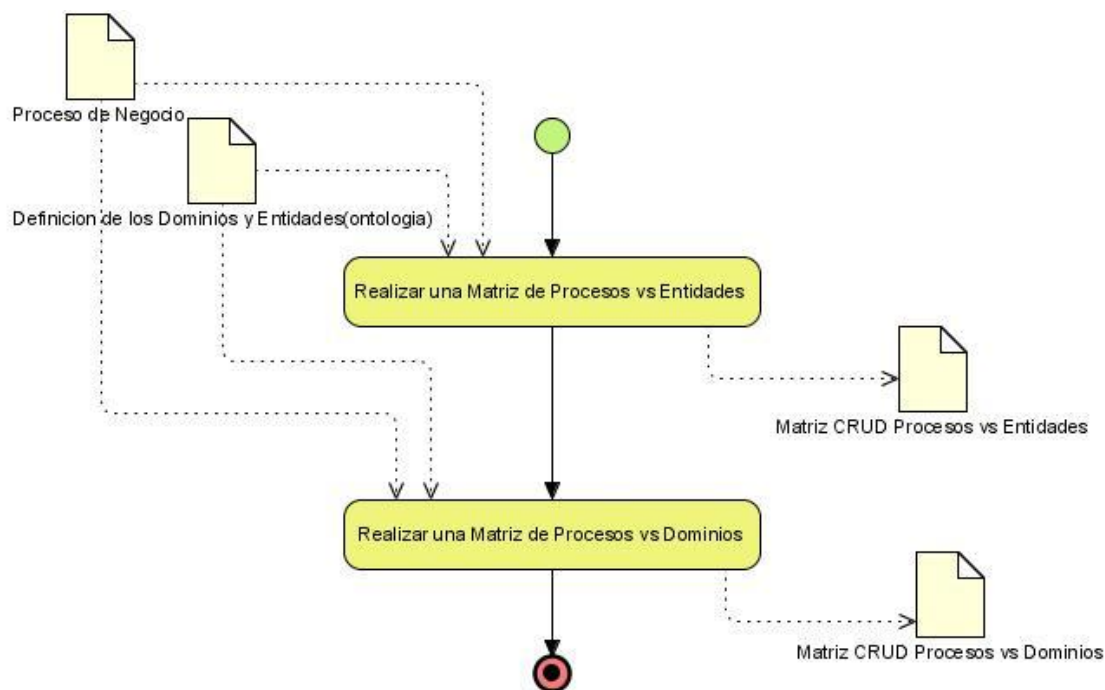 Proceso de Negocio
Definicion de los Dominios y Entidades(ontologia)
Realizar una Matriz de Procesos vs Entidades
Matriz CRUD Procesos vs Entidades
Realizar una Matriz de Procesos vs Dominios
Matriz CRUD Procesos vs Dominios